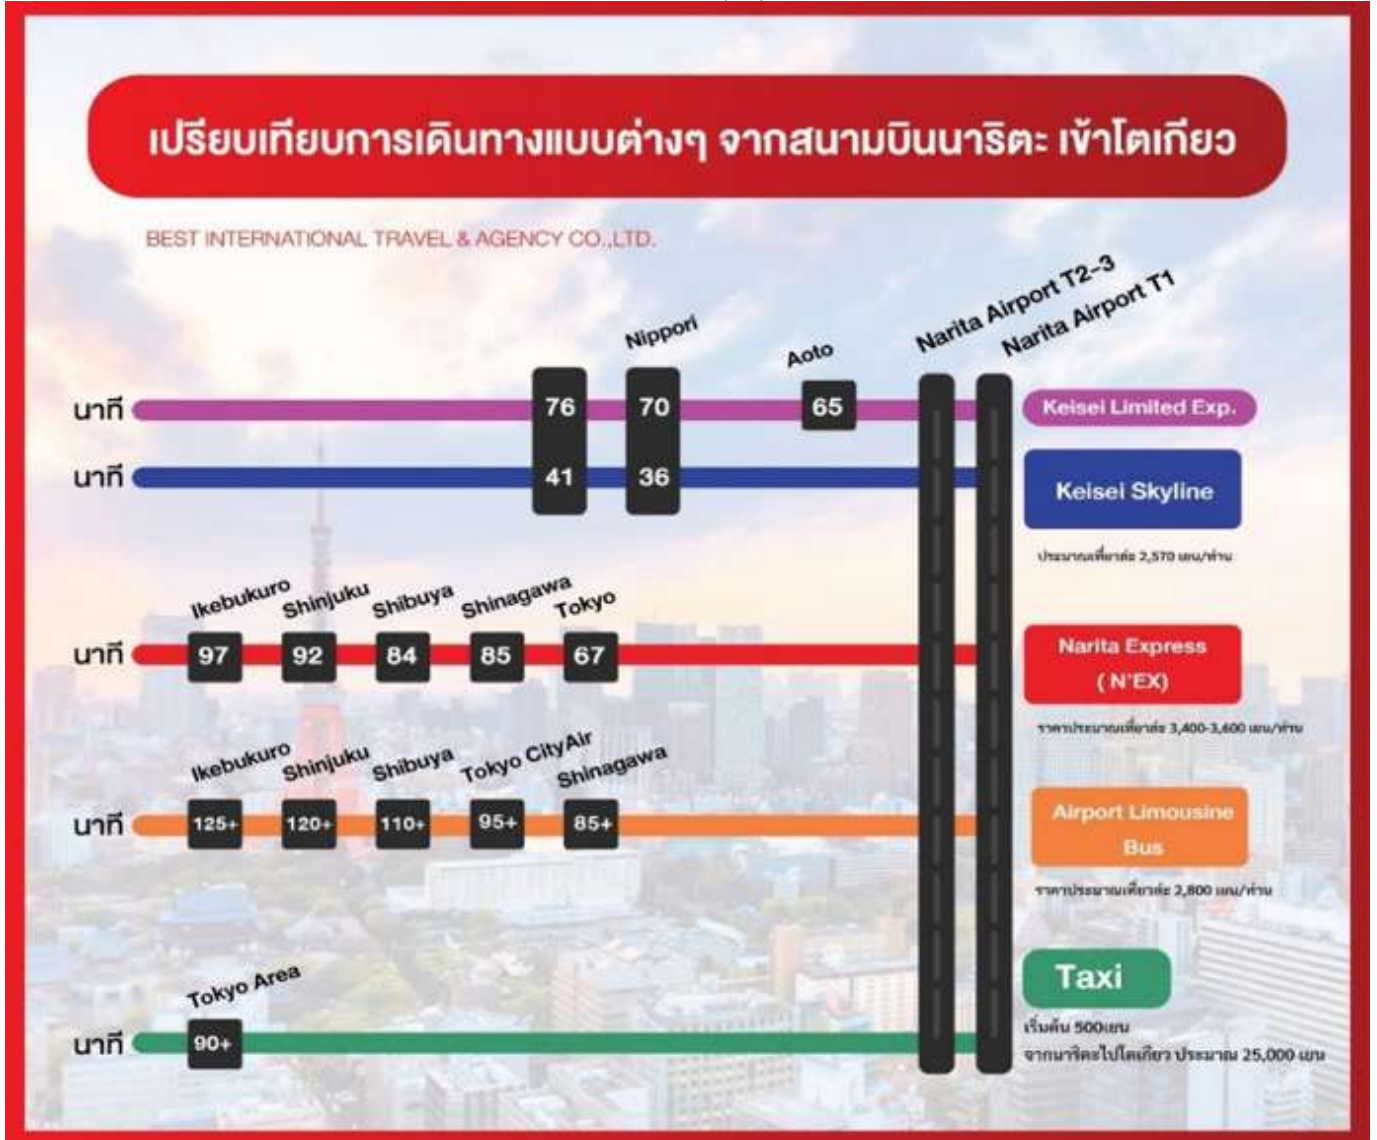 เปรียบเทียบการเดินทางแบบต่างๆ จากสนามบินนาริตะ เข้าโตเกียว
BEST INTERNATIONAL TRAVEL & AGENCY CO.,LTD.
Nippori
Aoto
Narita Airport T2-3
Narita Airport T1
นาที
76
70
65
Keisei Limited Exp.
นาที
41
36
Keisei Skyline
ประมาณเที่ยวล่ะ 2,570 เยน/ท่าน
Ikebukuro
Shinjuku
Shibuya
Shinagawa
Tokyo
นาที
97
92
84
85
67
Narita Express
( N'EX)
ราคาประมาณเที่ยวล่ะ 3,400-3,600 เยน/ท่าน
Ikebukuro
Shinjuku
Shibuya
Tokyo CityAir
Shinagawa
นาที
125+
120+
110+
95+
85+
Airport Limousine
Bus
ราคาประมาณเที่ยวล่ะ 2,800 เยน/ท่าน
Tokyo Area
นาที
90+
Taxi
เริ่มต้น 500เยน
จากนาริตะไปโตเกียว ประมาณ 25,000 เยน